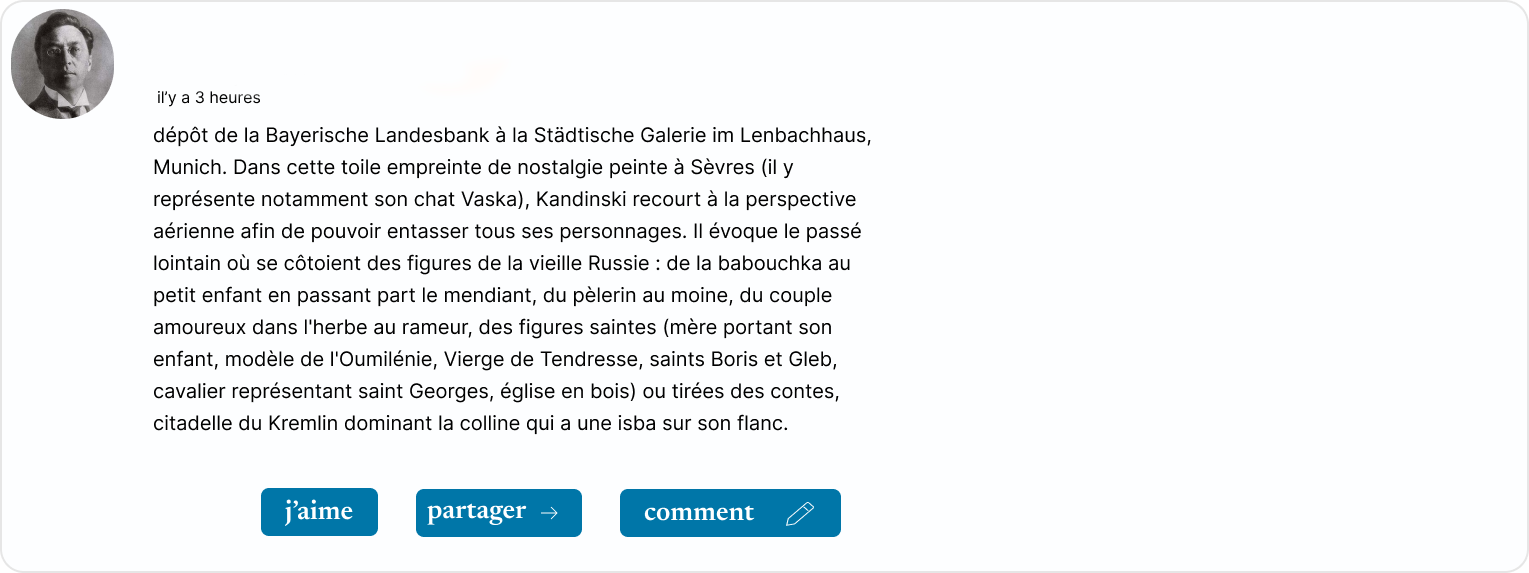 il’y a 3 heures
dépôt de la Bayerische Landesbank à la Städtische Galerie im Lenbachhaus,
Munich. Dans cette toile empreinte de nostalgie peinte à Sèvres (il y
représente notamment son chat Vaska), Kandinski recourt à la perspective
aérienne afin de pouvoir entasser tous ses personnages. Il évoque le passé
lointain où se côtoient des figures de la vieille Russie : de la babouchka au
petit enfant en passant part le mendiant, du pèlerin au moine, du couple
amoureux dans l'herbe au rameur, des figures saintes (mère portant son
enfant, modèle de l'Oumilénie, Vierge de Tendresse, saints Boris et Gleb,
cavalier représentant saint Georges, église en bois) ou tirées des contes,
citadelle du Kremlin dominant la colline qui a une isba sur son flanc.
j’aime partager → comment